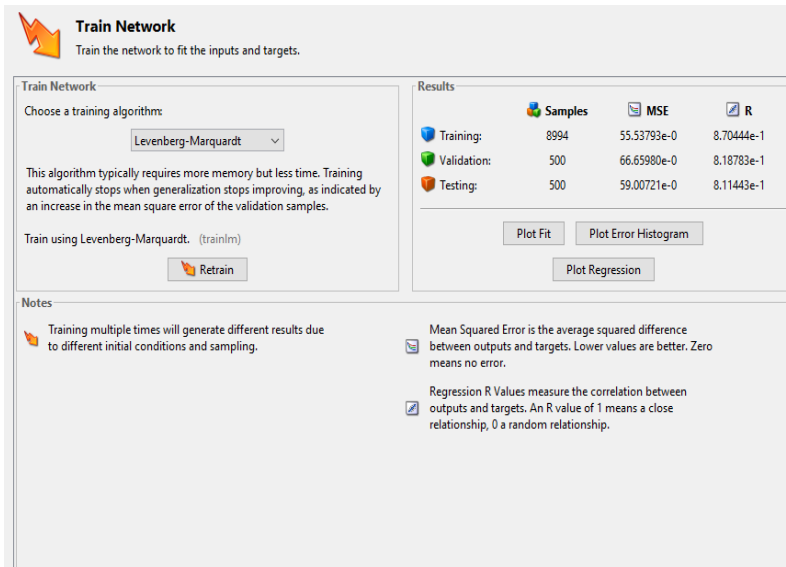 Train Network
Train the network to fit the inputs and targets.
Train Network
Choose a training algorithm:
Levenberg-Marquardt
This algorithm typically requires more memory but less time. Training
automatically stops when generalization stops improving, as indicated by
an increase in the mean square error of the validation samples.
Train using Levenberg-Marquardt. (trainlm)
Retrain
Results
Samples MSE R
Training: 8994 55.53793e-0 8.70444e-1
Validation: 500 66.65980e-0 8.18783e-1
Testing: 500 59.00721e-0 8.11443e-1
Plot Fit Plot Error Histogram
Plot Regression
Notes
Training multiple times will generate different results due
to different initial conditions and sampling.
Mean Squared Error is the average squared difference
between outputs and targets. Lower values are better. Zero
means no error.
Regression R Values measure the correlation between
outputs and targets. An R value of 1 means a close
relationship, 0 a random relationship.